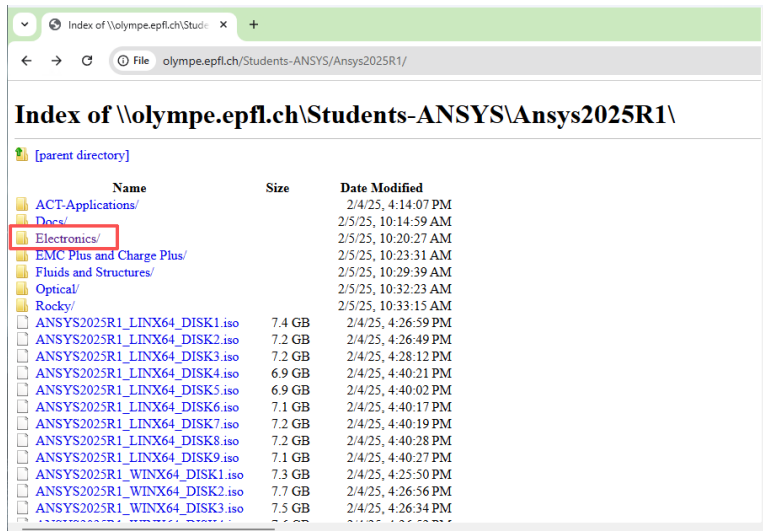 Index of \\olympe.epfl.ch\Stude
File olympe.epfl.ch/Students-ANSYS/Ansys2025R1/
Index of \\olympe.epfl.ch\Students-ANSYS\Ansys2025R1\
[parent directory]
Name Size Date Modified
ACT-Applications/ 2/4/25, 4:14:07 PM
Docs/ 2/5/25, 10:14:59 AM
Electronics/ 2/5/25, 10:20:27 AM
EMC Plus and Charge Plus/ 2/5/25, 10:23:31 AM
Fluids and Structures/ 2/5/25, 10:29:39 AM
Optical/ 2/5/25, 10:32:23 AM
Rocky/ 2/5/25, 10:33:15 AM
ANSYS2025R1_LINX64_DISK1.iso 7.4 GB 2/4/25, 4:26:59 PM
ANSYS2025R1_LINX64_DISK2.iso 7.2 GB 2/4/25, 4:26:49 PM
ANSYS2025R1_LINX64_DISK3.iso 7.2 GB 2/4/25, 4:28:12 PM
ANSYS2025R1_LINX64_DISK4.iso 6.9 GB 2/4/25, 4:40:21 PM
ANSYS2025R1_LINX64_DISK5.iso 6.9 GB 2/4/25, 4:40:02 PM
ANSYS2025R1_LINX64_DISK6.iso 7.1 GB 2/4/25, 4:40:17 PM
ANSYS2025R1_LINX64_DISK7.iso 7.2 GB 2/4/25, 4:40:19 PM
ANSYS2025R1_LINX64_DISK8.iso 7.2 GB 2/4/25, 4:40:28 PM
ANSYS2025R1_LINX64_DISK9.iso 7.1 GB 2/4/25, 4:40:27 PM
ANSYS2025R1_WINX64_DISK1.iso 7.3 GB 2/4/25, 4:25:50 PM
ANSYS2025R1_WINX64_DISK2.iso 7.7 GB 2/4/25, 4:26:56 PM
ANSYS2025R1_WINX64_DISK3.iso 7.5 GB 2/4/25, 4:26:34 PM